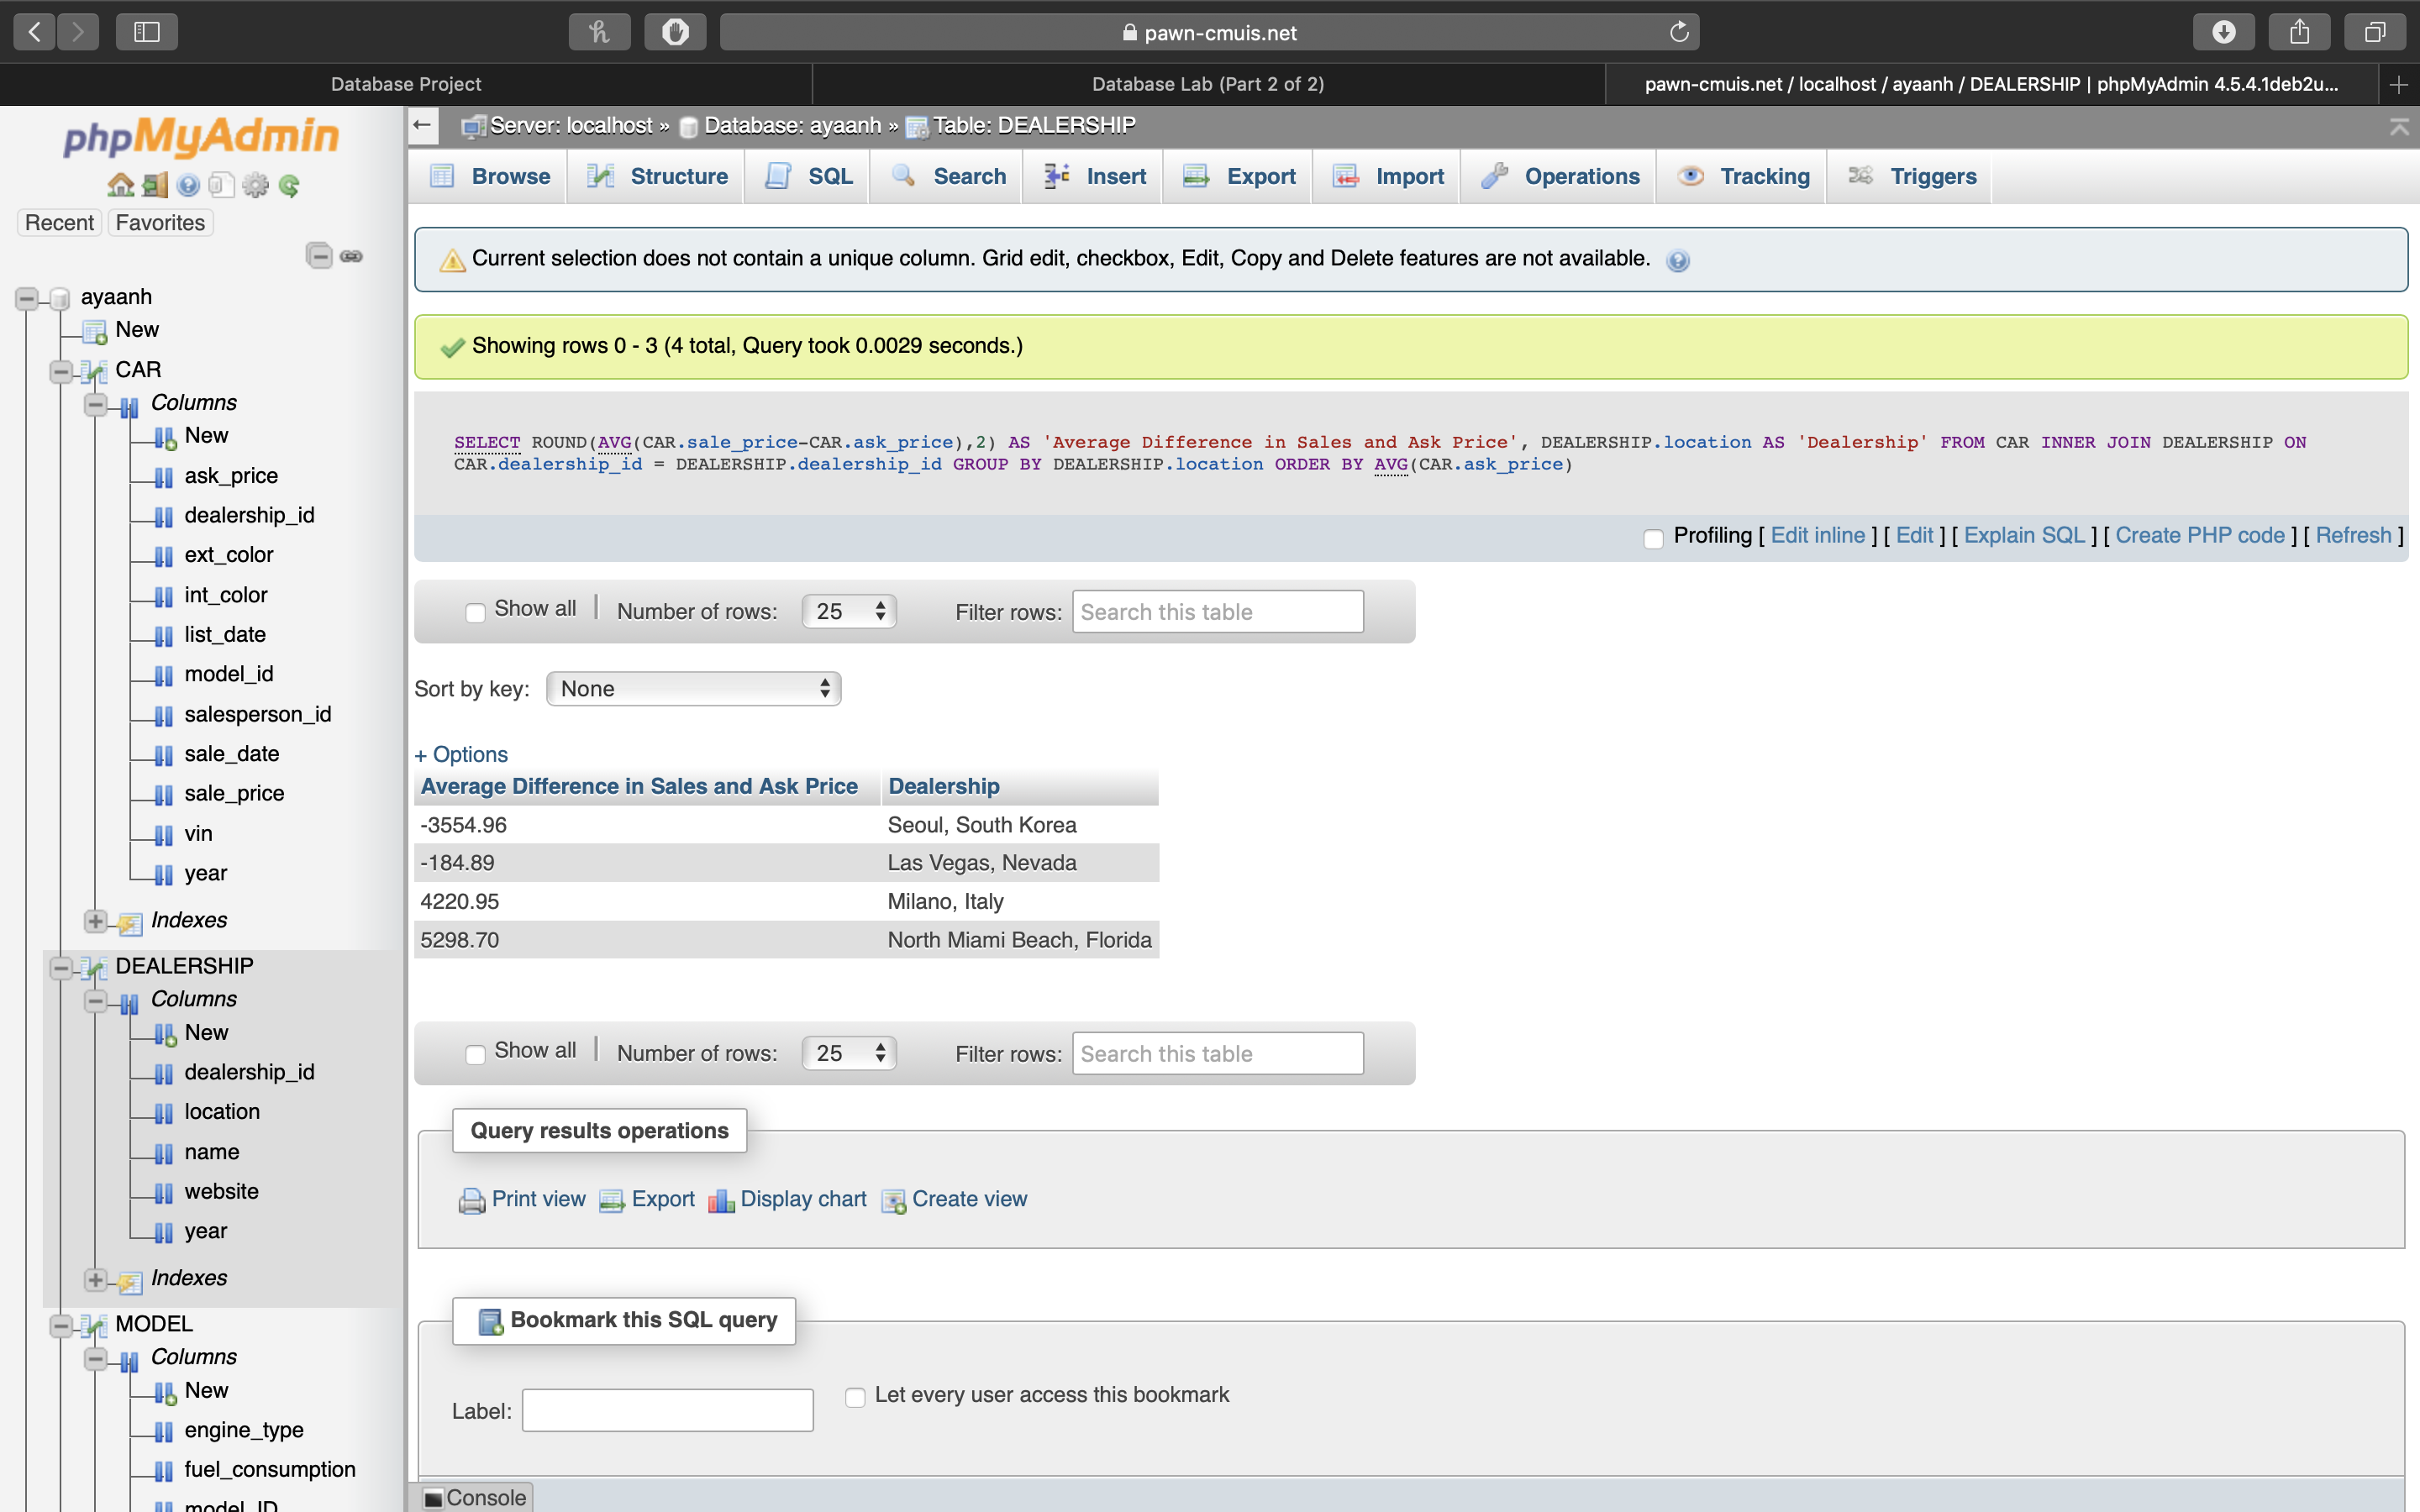 pawn-cmuis.net
Database Project
Database Lab (Part 2 of 2)
pawn-cmuis.net / localhost / ayaanh / DEALERSHIP | phpMyAdmin 4.5.4.1deb2u...
phpMyAdmin
Recent
Favorites
ayaanh
New
CAR
Columns
New
ask_price
dealership_id
ext_color
int_color
list_date
model_id
salesperson_id
sale_date
sale_price
vin
year
Indexes
DEALERSHIP
Columns
New
dealership_id
location
name
website
year
Indexes
MODEL
Columns
New
engine_type
fuel_consumption
model_ID
Server: localhost » Database: ayaanh » Table: DEALERSHIP
Browse Structure SQL Search Insert Export Import Operations Tracking Triggers
Current selection does not contain a unique column. Grid edit, checkbox, Edit, Copy and Delete features are not available.
Showing rows 0 - 3 (4 total, Query took 0.0029 seconds.)
SELECT ROUND(AVG(CAR.sale_price-CAR.ask_price),2) AS 'Average Difference in Sales and Ask Price', DEALERSHIP.location AS 'Dealership' FROM CAR INNER JOIN DEALERSHIP ON
CAR.dealership_id = DEALERSHIP.dealership_id GROUP BY DEALERSHIP.location ORDER BY AVG(CAR.ask_price)
Profiling [ Edit inline ] [ Edit ] [ Explain SQL ] [ Create PHP code ] [ Refresh ]
Show all | Number of rows: 25 Filter rows: Search this table
Sort by key: None
+ Options
Average Difference in Sales and Ask Price Dealership
-3554.96 Seoul, South Korea
-184.89 Las Vegas, Nevada
4220.95 Milano, Italy
5298.70 North Miami Beach, Florida
Show all | Number of rows: 25 Filter rows: Search this table
Query results operations
Print view Export Display chart Create view
Bookmark this SQL query
Label:
Let every user access this bookmark
Console